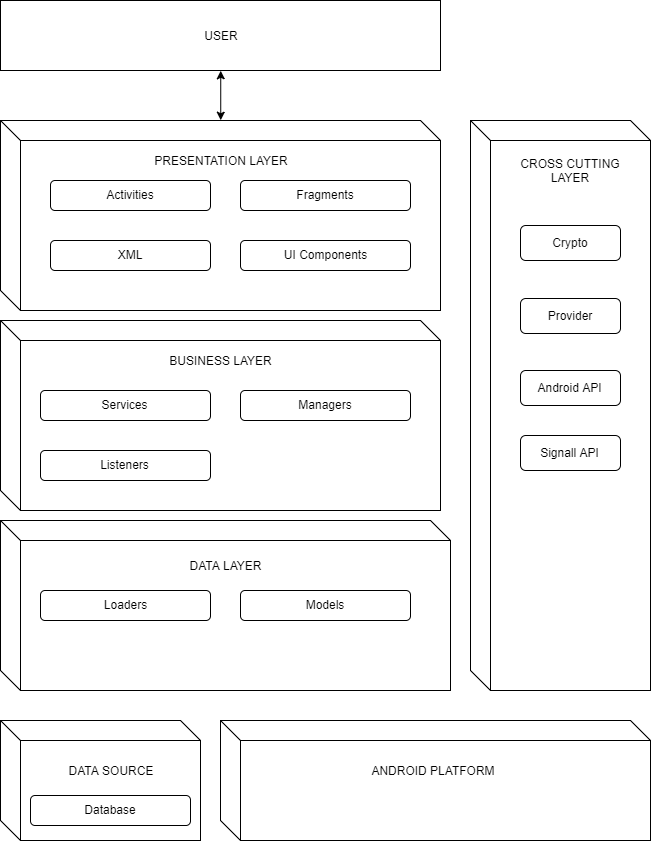 USER
PRESENTATION LAYER
Activities
Fragments
XML
UI Components
BUSINESS LAYER
Services
Managers
Listeners
DATA LAYER
Loaders
Models
CROSS CUTTING
LAYER
Crypto
Provider
Android API
Signall API
DATA SOURCE
Database
ANDROID PLATFORM